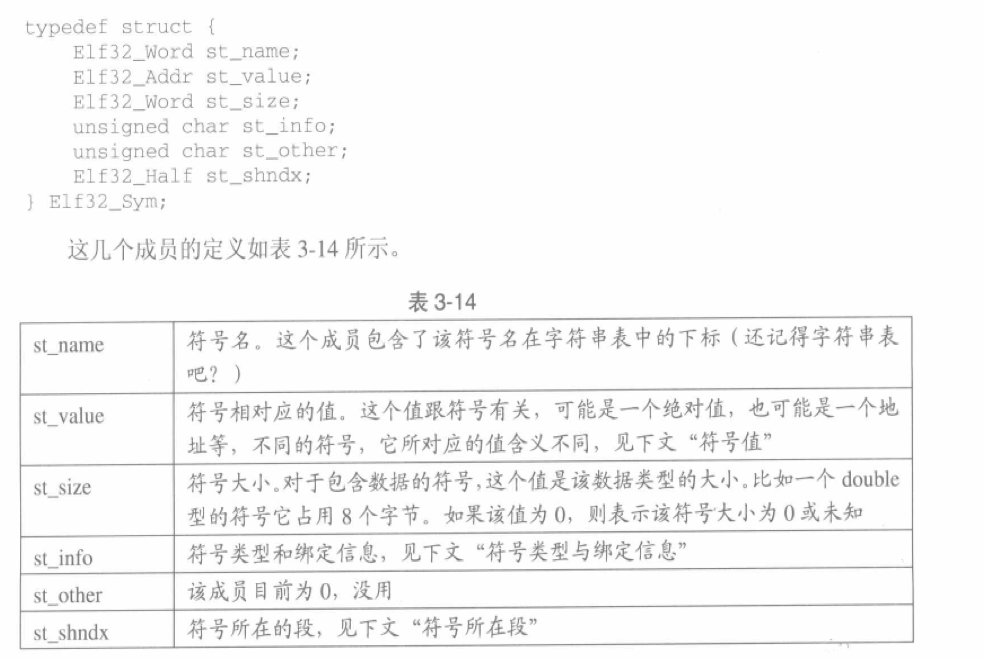 typedef struct {
Elf32_Word st_name;
Elf32_Addr st_value;
Elf32_Word st_size;
unsigned char st_info;
unsigned char st_other;
Elf32_Half st_shndx;
} Elf32_Sym;
这几个成员的定义如表 3-14 所示。
表 3-14
st_name
符号名。这个成员包含了该符号名在字符串表中的下标（还记得字符串表
吧？）
st_value
符号相对应的值。这个值跟符号有关，可能是一个绝对值，也可能是一个地
址等，不同的符号，它所对应的值含义不同，见下文“符号值”
st_size
符号大小。对于包含数据的符号，这个值是该数据类型的大小。比如一个 double
型的符号它占用 8 个字节。如果该值为 0，则表示该符号大小为 0 或未知
st_info
符号类型和绑定信息，见下文“符号类型与绑定信息”
st_other
该成员目前为 0，没用
st_shndx
符号所在的段，见下文“符号所在段”